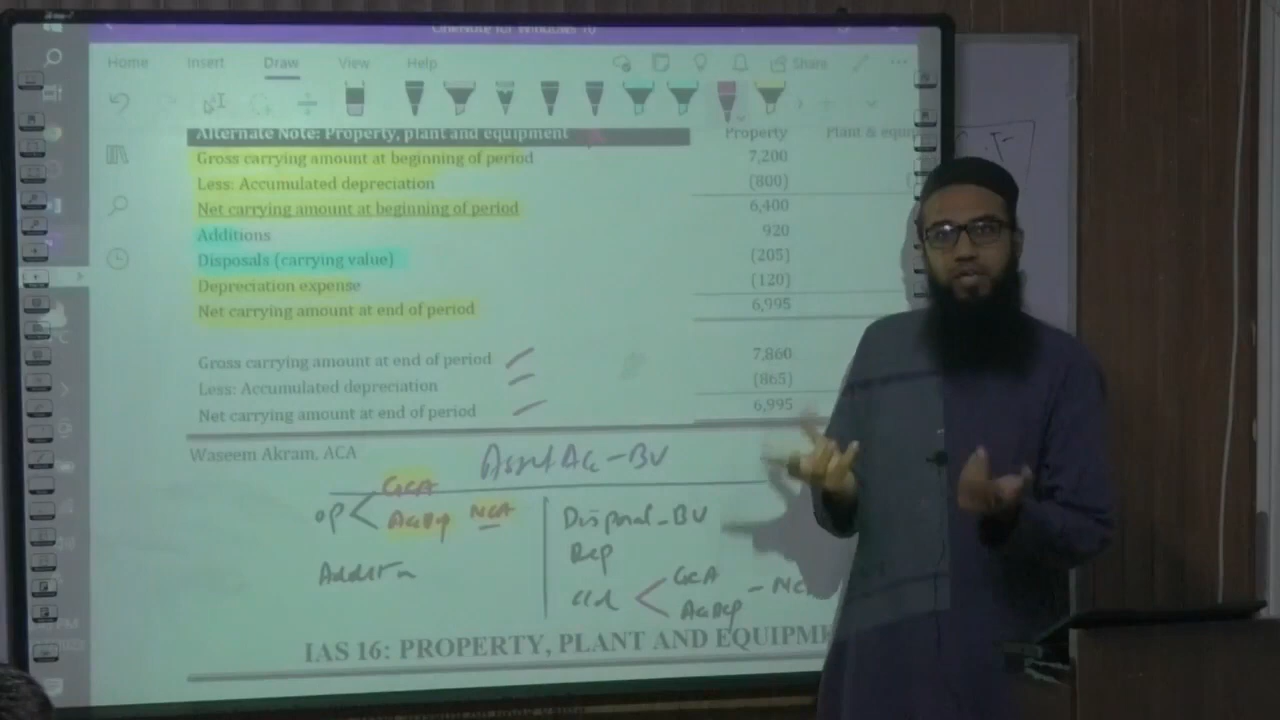 OneNote for Windows 10
Home Insert Draw View Help Share
Alternate Note: Property, plant and equipment Property Plant &
Gross carrying amount at beginning of period 7,200
Less: Accumulated depreciation (800)
Net carrying amount at beginning of period 6,400
Additions 920
Disposals (carrying value) (205)
Depreciation expense (120)
Net carrying amount at end of period 6,995
Gross carrying amount at end of period 7,860
Less: Accumulated depreciation (865)
Net carrying amount at end of period 6,995
Waseem Akram, ACA
Asset Ac - BV
op GCA
AcDep NCA
Addition
Disposal - BV
Dep
Cld GCA
AcDep - NCA
IAS 16: PROPERTY, PLANT AND EQUIPME